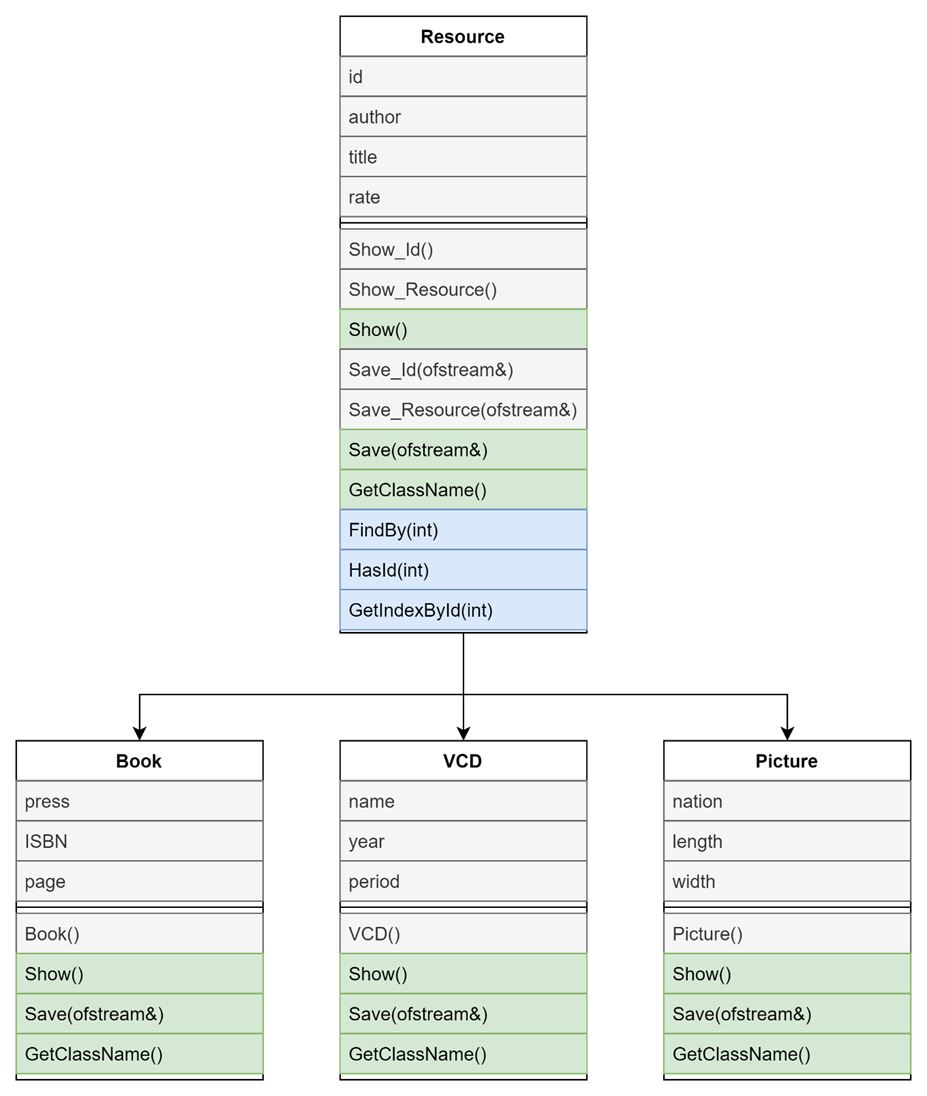 Resource
id
author
title
rate
Show_Id()
Show_Resource()
Show()
Save_Id(ofstream&)
Save_Resource(ofstream&)
Save(ofstream&)
GetClassName()
FindBy(int)
HasId(int)
GetIndexById(int)
Book
press
ISBN
page
Book()
Show()
Save(ofstream&)
GetClassName()
VCD
name
year
period
VCD()
Show()
Save(ofstream&)
GetClassName()
Picture
nation
length
width
Picture()
Show()
Save(ofstream&)
GetClassName()